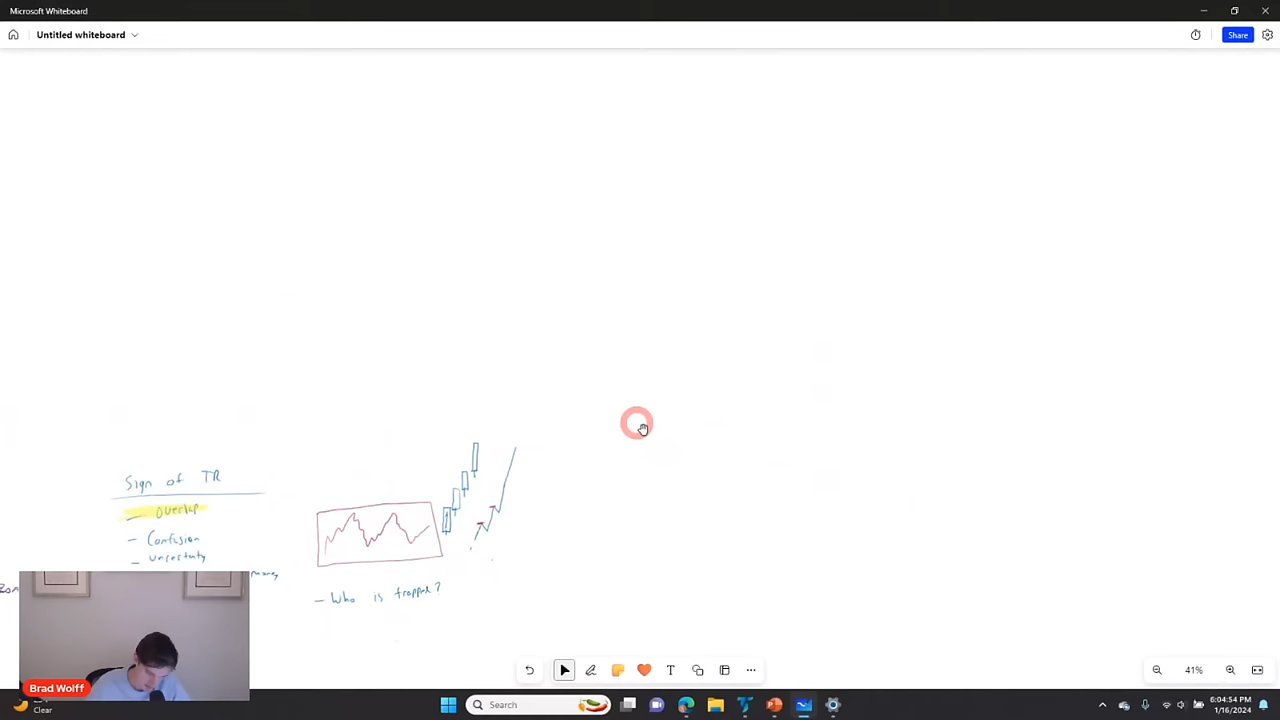 Microsoft Whiteboard
Untitled whiteboard
Share
Sign of TR
- Overlap
- Confusion
-
money
- Who is trapped?
Brad Wolff
T
41%
Search
Clear
6:04:54 PM
1/16/2024